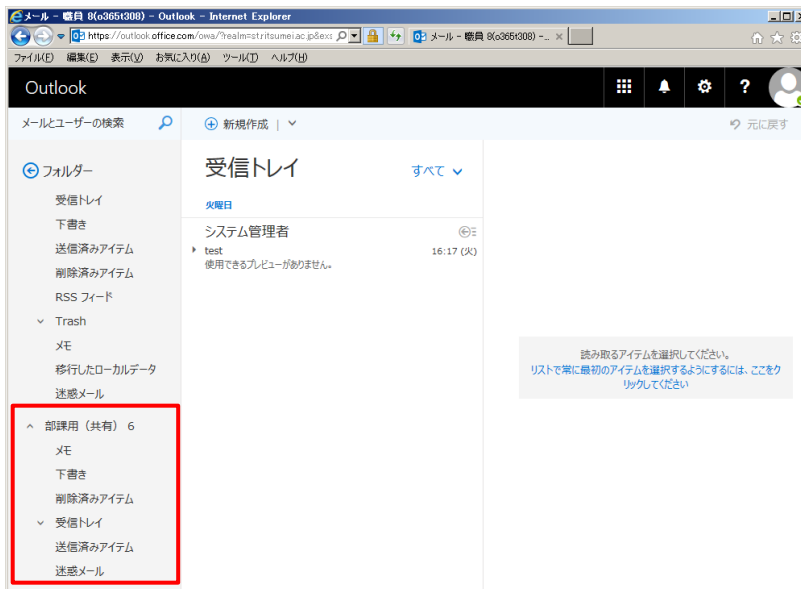 メール - 職員 8(o365t308) - Outlook - Internet Explorer
https://outlook.office.com/owa/?realm=st.ritsumei.ac.jp&exs
メール - 職員 8(o365t308) - ...
ファイル(F) 編集(E) 表示(V) お気に入り(A) ツール(T) ヘルプ(H)
Outlook
?
メールとユーザーの検索
新規作成 |
元に戻す
フォルダー
受信トレイ
下書き
送信済みアイテム
削除済みアイテム
RSS フィード
Trash
メモ
移行したローカルデータ
迷惑メール
部課用（共有） 6
メモ
下書き
削除済みアイテム
受信トレイ
送信済みアイテム
迷惑メール
受信トレイ
すべて
火曜日
システム管理者
test 16:17 (火)
使用できるプレビューがありません。
読み取るアイテムを選択してください。
リストで常に最初のアイテムを選択するようにするには、ここをク
リックしてください